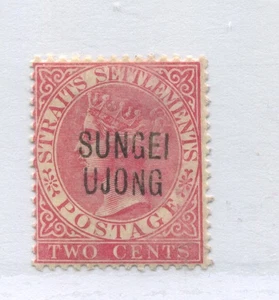 STRAITS SETTLEMENTS
SUNGEI
UJONG
POSTAGE
TWO CENTS